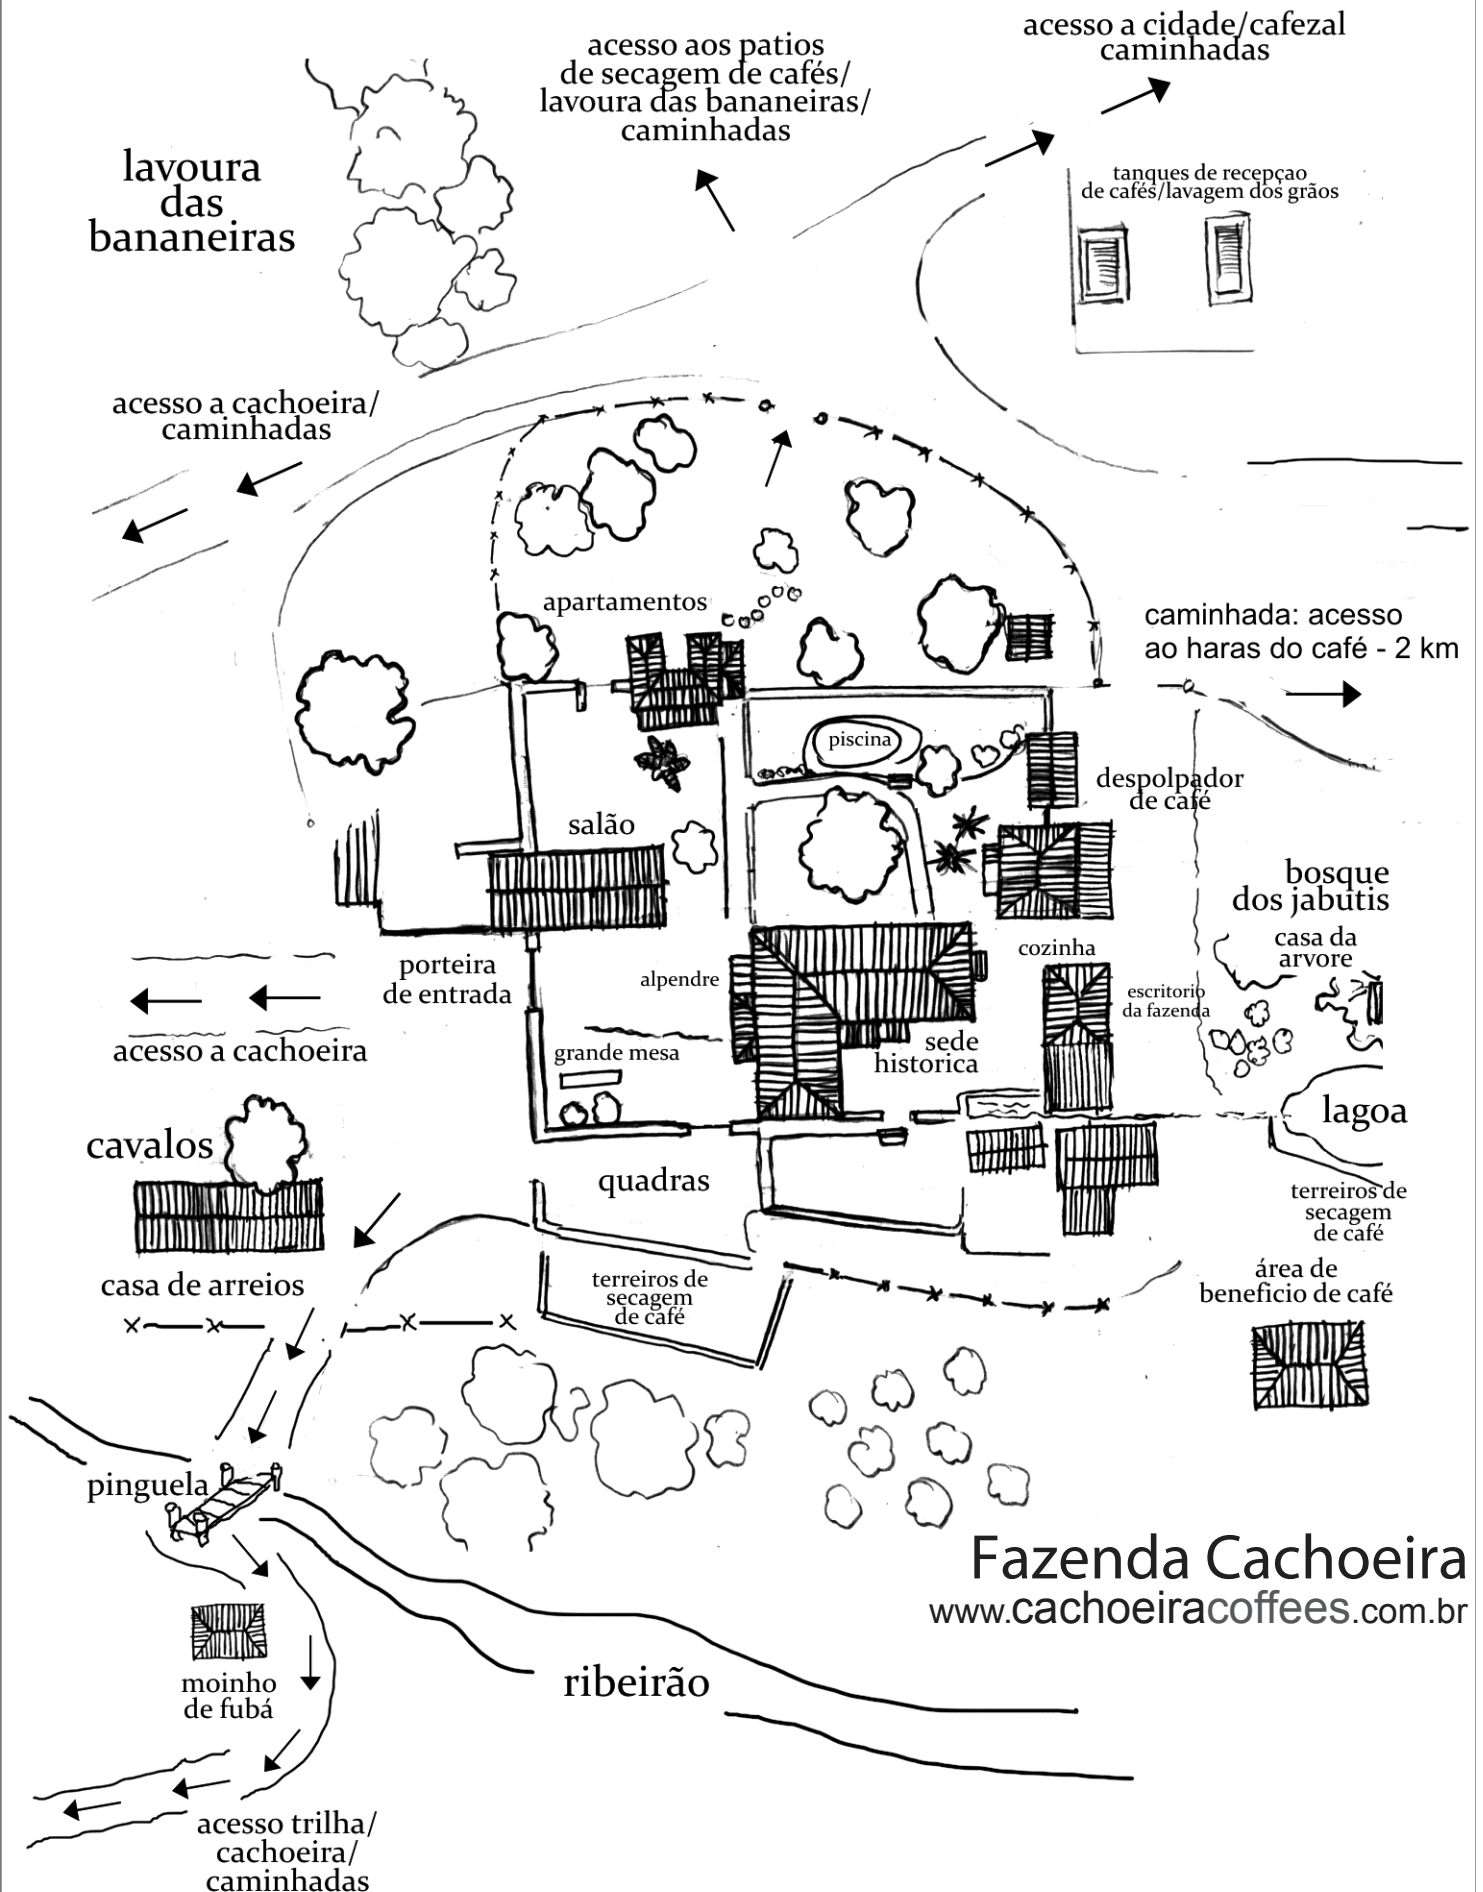 acesso a cidade/cafezal
caminhadas
acesso aos patios
de secagem de cafés/
lavoura das bananeiras/
caminhadas
lavoura
das
bananeiras
tanques de recepçao
de cafés/lavagem dos grãos
acesso a cachoeira/
caminhadas
apartamentos
caminhada: acesso
ao haras do café - 2 km
piscina
despolpador
de café
salão
bosque
dos jabutis
casa da
arvore
cozinha
porteira
de entrada
alpendre
escritorio
da fazenda
acesso a cachoeira
grande mesa
sede
historica
lagoa
cavalos
quadras
terreiros de
secagem
de café
casa de arreios
terreiros de
secagem
de café
área de
beneficio de café
pinguela
Fazenda Cachoeira
www.cachoeiracoffees.com.br
moinho
de fubá
ribeirão
acesso trilha/
cachoeira/
caminhadas